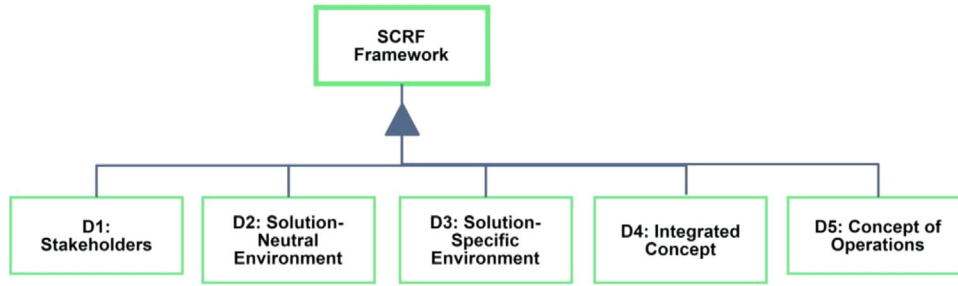 SCRF
Framework
D1:
Stakeholders
D2: Solution-
Neutral
Environment
D3: Solution-
Specific
Environment
D4: Integrated
Concept
D5: Concept of
Operations